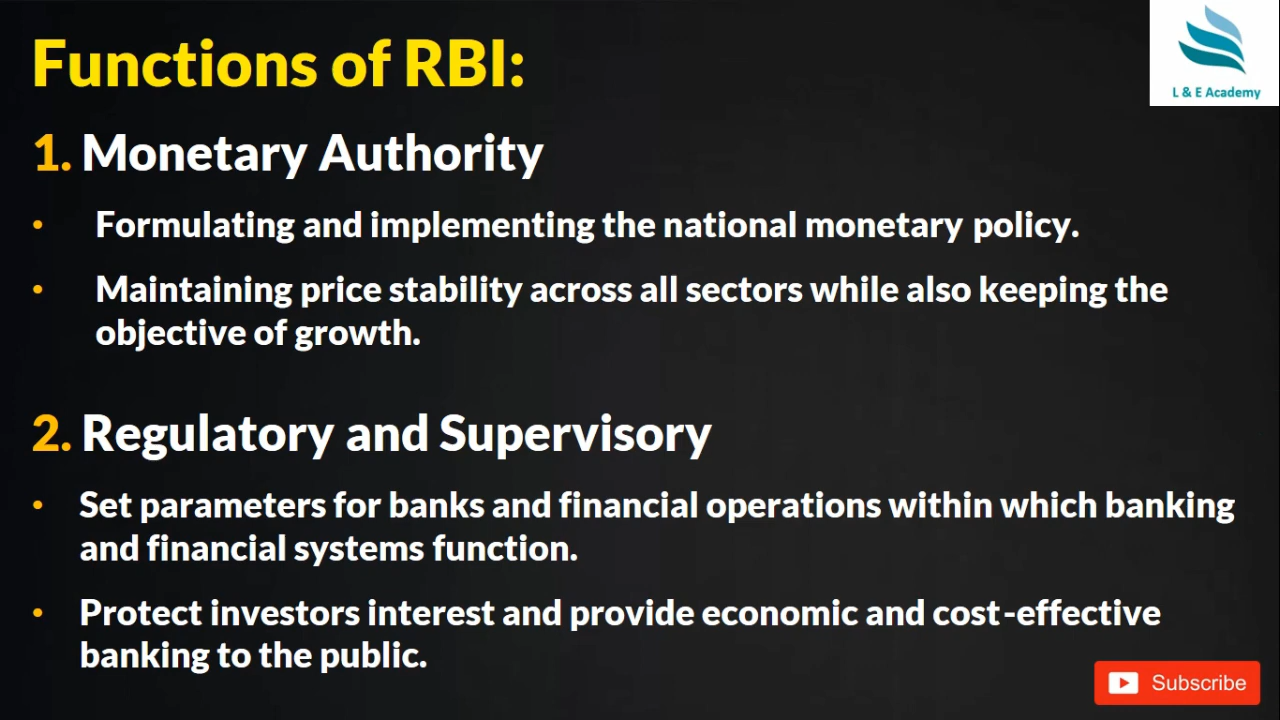 Functions of RBI:
L & E Academy
1. Monetary Authority
• Formulating and implementing the national monetary policy.
• Maintaining price stability across all sectors while also keeping the
objective of growth.
2. Regulatory and Supervisory
• Set parameters for banks and financial operations within which banking
and financial systems function.
• Protect investors interest and provide economic and cost-effective
banking to the public.
Subscribe